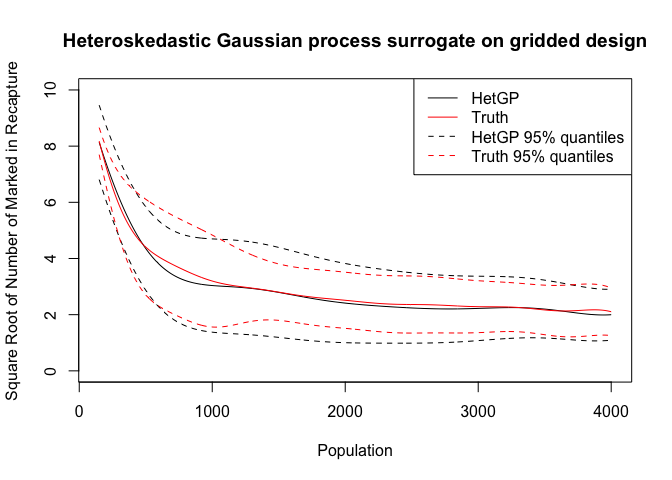 Heteroskedastic Gaussian process surrogate on gridded design
Square Root of Number of Marked in Recapture
10
8
6
4
2
0
HetGP
Truth
HetGP 95% quantiles
Truth 95% quantiles
0 1000 2000 3000 4000
Population